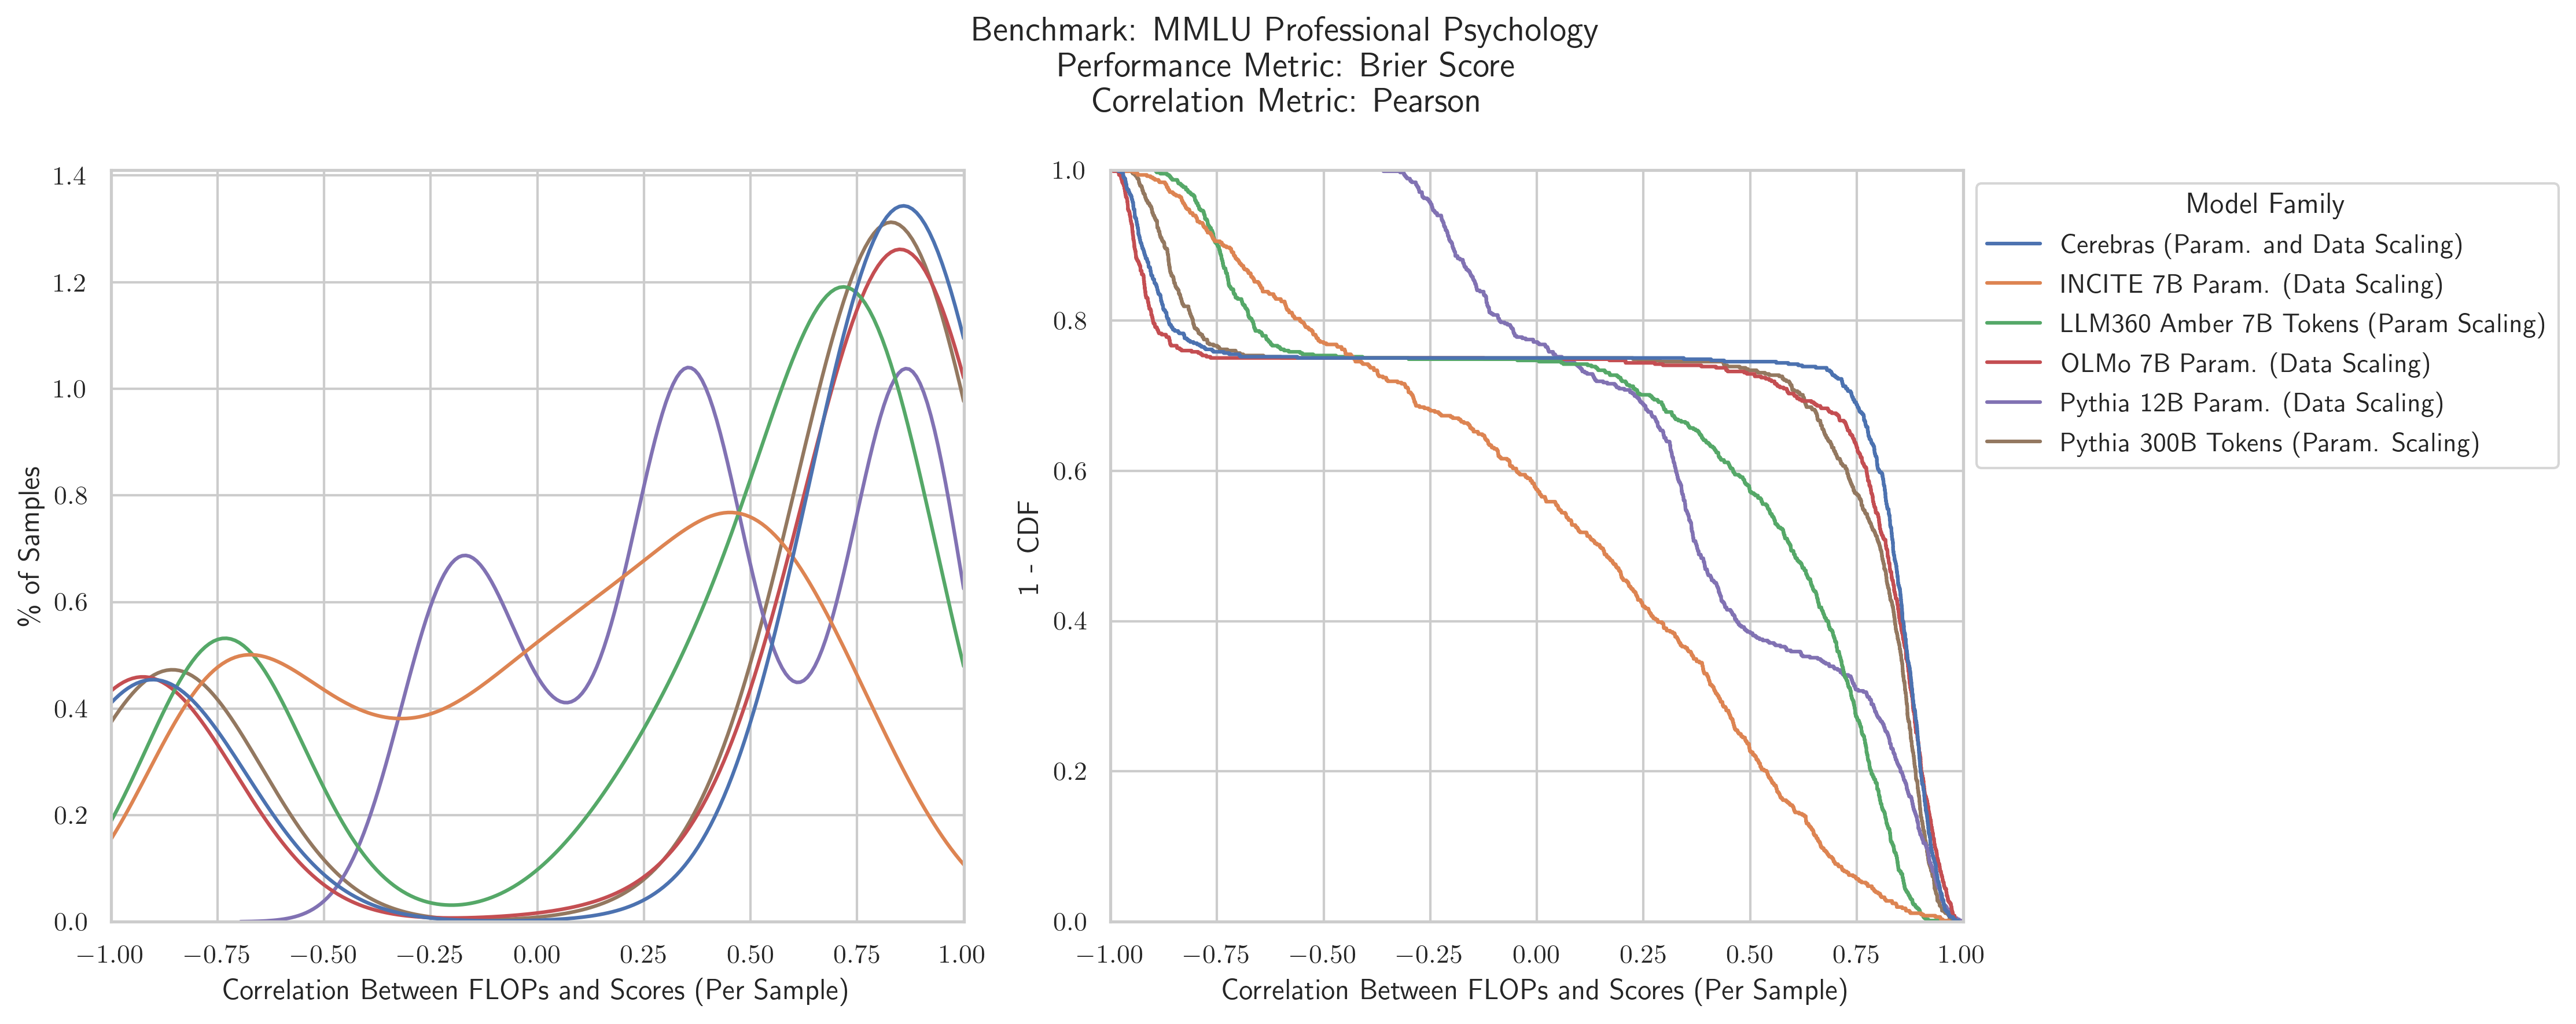 Benchmark: MMLU Professional Psychology
Performance Metric: Brier Score
Correlation Metric: Pearson
% of Samples
1.4
1.2
1.0
0.8
0.6
0.4
0.2
0.0
−1.00 −0.75 −0.50 −0.25 0.00 0.25 0.50 0.75 1.00
Correlation Between FLOPs and Scores (Per Sample)
1 - CDF
1.0
0.8
0.6
0.4
0.2
0.0
−1.00 −0.75 −0.50 −0.25 0.00 0.25 0.50 0.75 1.00
Correlation Between FLOPs and Scores (Per Sample)
Model Family
Cerebras (Param. and Data Scaling)
INCITE 7B Param. (Data Scaling)
LLM360 Amber 7B Tokens (Param Scaling)
OLMo 7B Param. (Data Scaling)
Pythia 12B Param. (Data Scaling)
Pythia 300B Tokens (Param. Scaling)